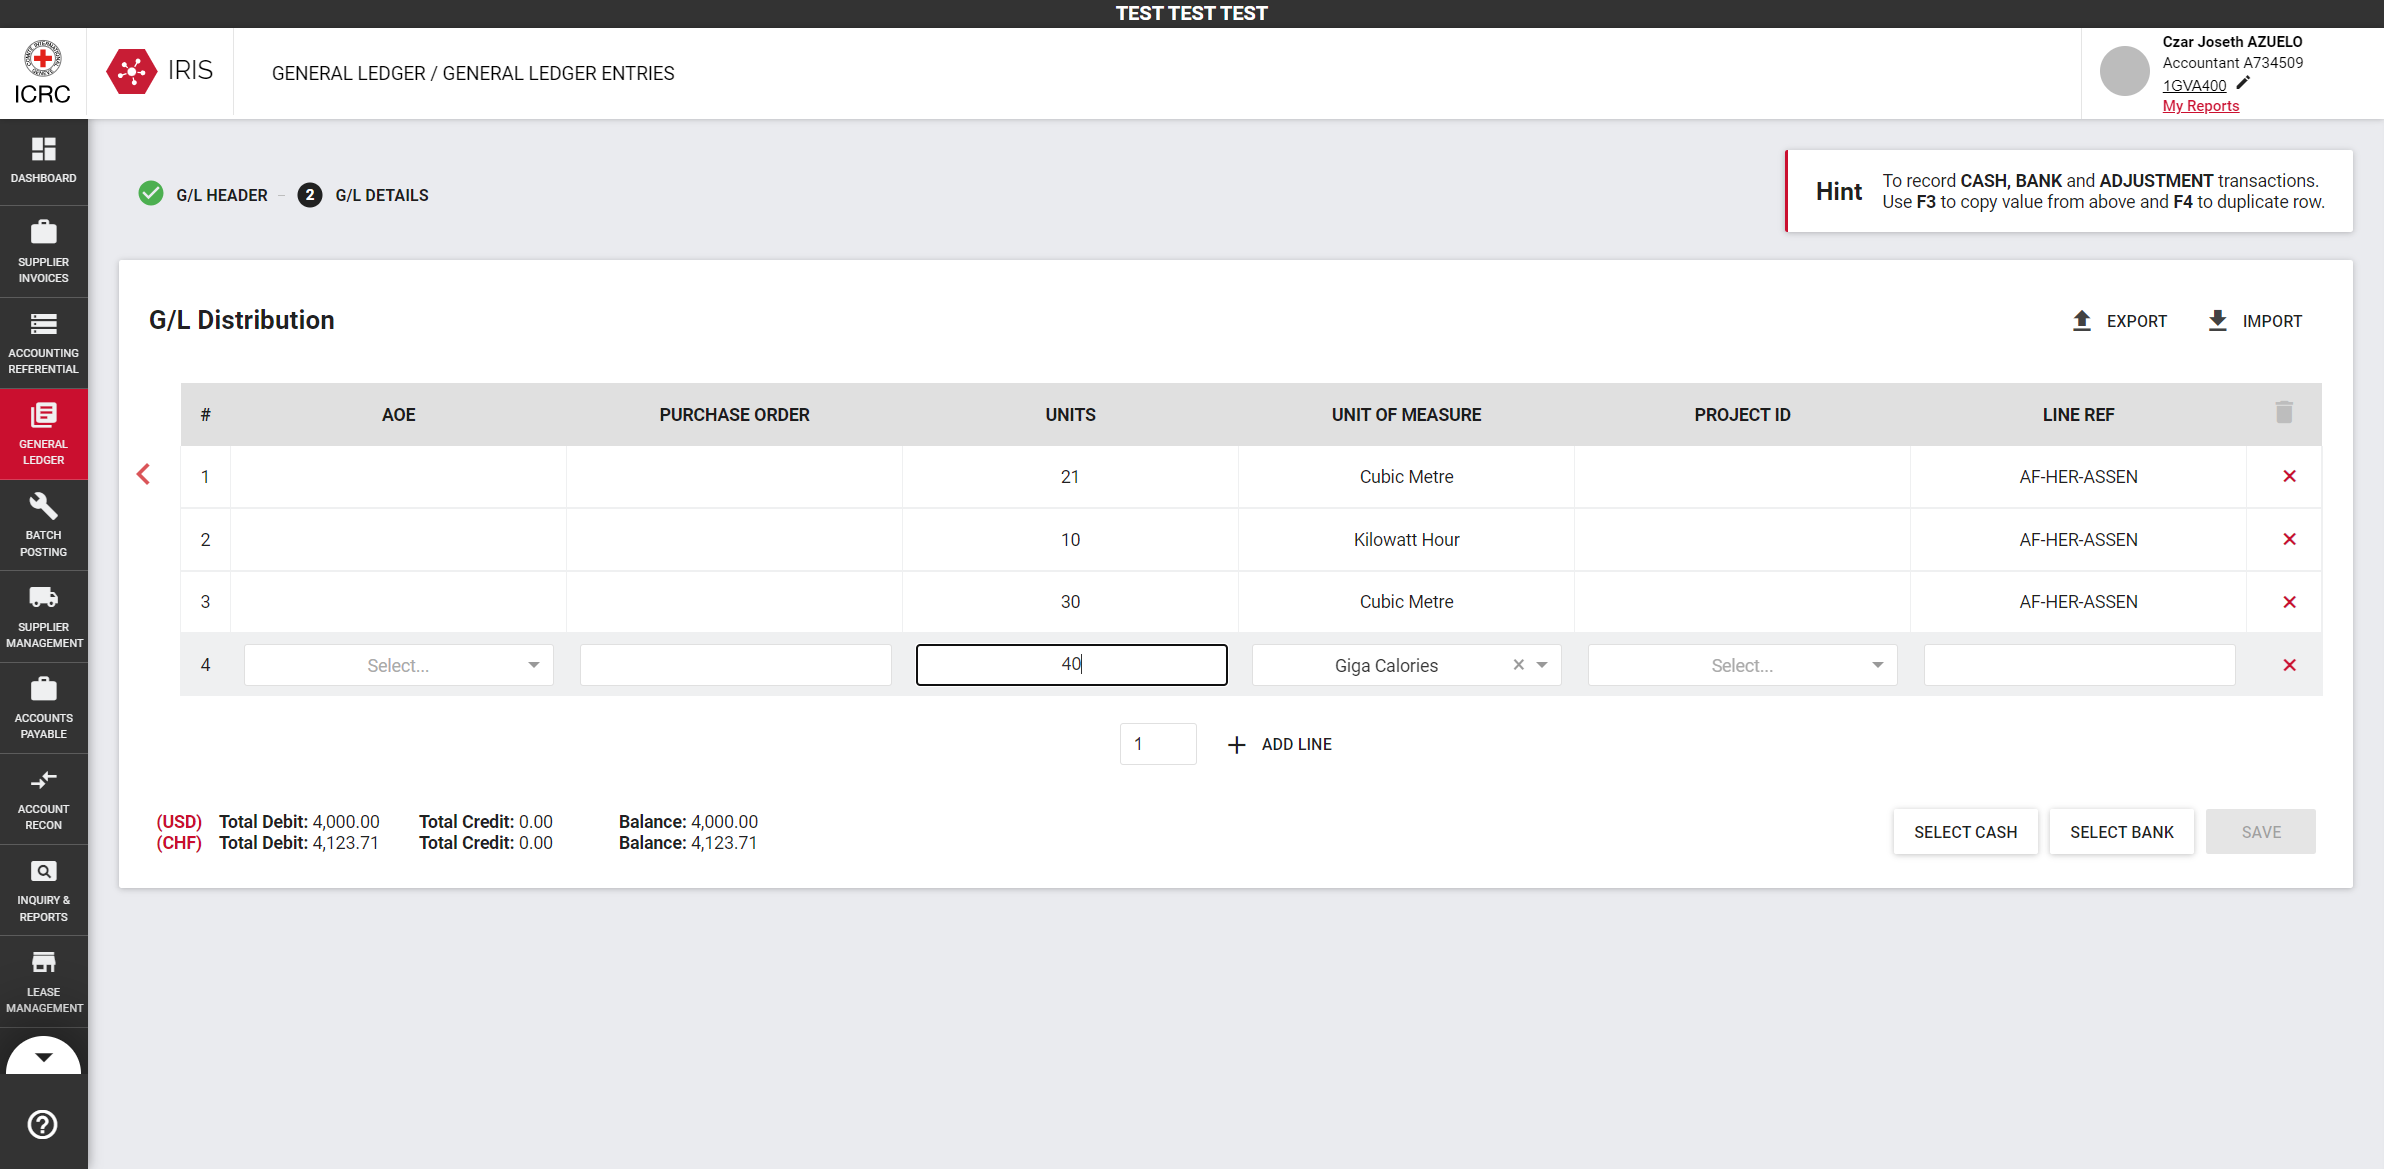 TEST TEST TEST
ICRC
IRIS
GENERAL LEDGER / GENERAL LEDGER ENTRIES
Czar Joseth AZUELO
Accountant A734509
1GVA400
My Reports
DASHBOARD
SUPPLIER
INVOICES
ACCOUNTING
REFERENTIAL
GENERAL
LEDGER
BATCH
POSTING
SUPPLIER
MANAGEMENT
ACCOUNTS
PAYABLE
ACCOUNT
RECON
INQUIRY &
REPORTS
LEASE
MANAGEMENT
G/L HEADER
2 G/L DETAILS
Hint
To record CASH, BANK and ADJUSTMENT transactions.
Use F3 to copy value from above and F4 to duplicate row.
G/L Distribution
EXPORT
IMPORT
# AOE PURCHASE ORDER UNITS UNIT OF MEASURE PROJECT ID LINE REF
1 21 Cubic Metre AF-HER-ASSEN
2 10 Kilowatt Hour AF-HER-ASSEN
3 30 Cubic Metre AF-HER-ASSEN
4 Select... 40 Giga Calories Select...
1 ADD LINE
(USD) Total Debit: 4,000.00 Total Credit: 0.00 Balance: 4,000.00
(CHF) Total Debit: 4,123.71 Total Credit: 0.00 Balance: 4,123.71
SELECT CASH
SELECT BANK
SAVE